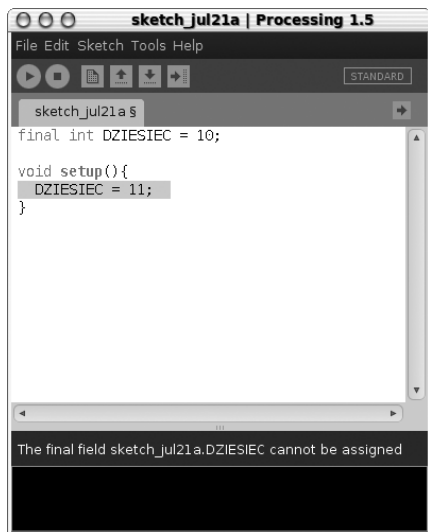 sketch_jul21a | Processing 1.5
File Edit Sketch Tools Help
STANDARD
sketch_jul21a §
final int DZIESIEC = 10;
void setup(){
DZIESIEC = 11;
}
The final field sketch_jul21a.DZIESIEC cannot be assigned